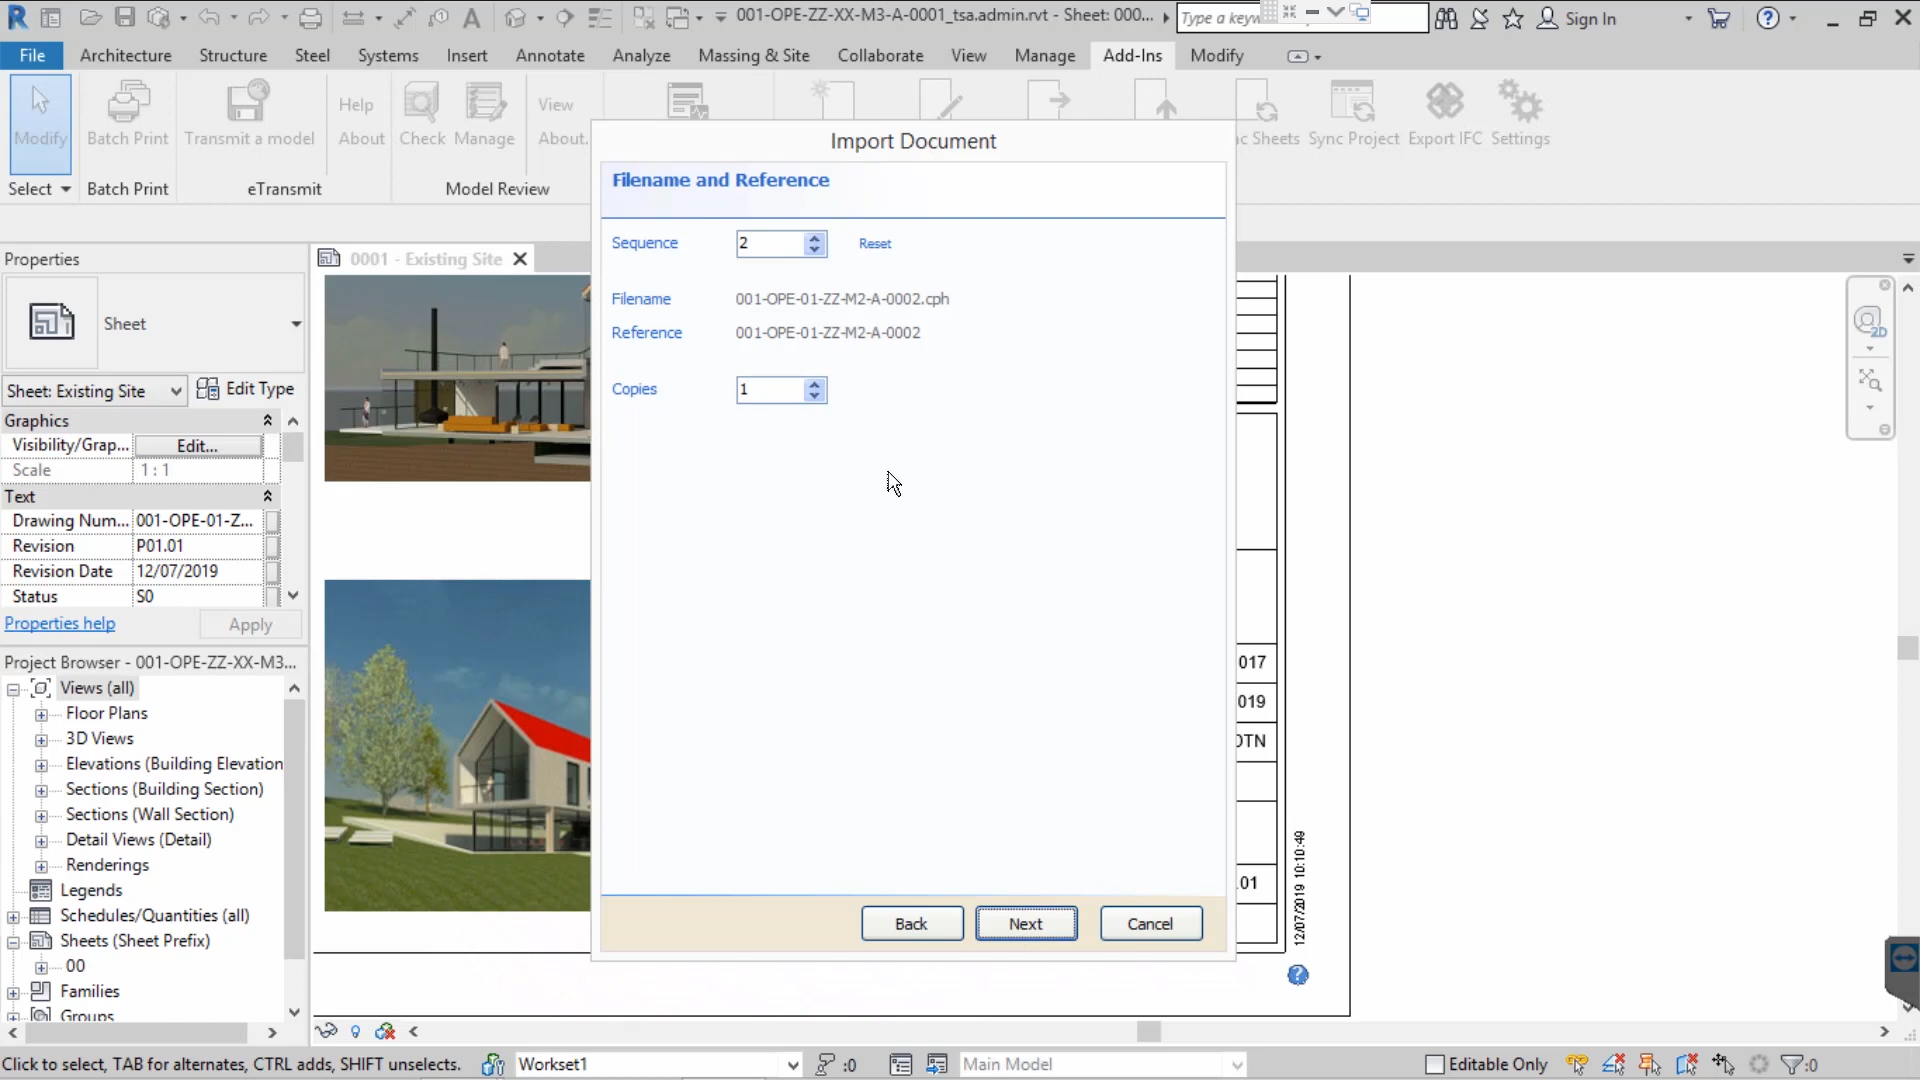 001-OPE-ZZ-XX-M3-A-0001_tsa.admin.rvt - Sheet: 000...
Sign In
File Architecture Structure Steel Systems Insert Annotate Analyze Massing & Site Collaborate View Manage Add-Ins Modify
Modify
Batch Print
Transmit a model
Help
About
Check
Manage
View
About.
Sheets
Sync Project
Export IFC
Settings
Select
Batch Print
eTransmit
Model Review
Import Document
Filename and Reference
Sequence 2 Reset
Filename 001-OPE-01-ZZ-M2-A-0002.cph
Reference 001-OPE-01-ZZ-M2-A-0002
Copies 1
Back Next Cancel
Properties
0001 - Existing Site
Sheet
Sheet: Existing Site Edit Type
Graphics
Visibility/Grap... Edit...
Scale 1 : 1
Text
Drawing Num... 001-OPE-01-Z...
Revision P01.01
Revision Date 12/07/2019
Status S0
Properties help Apply
Project Browser - 001-OPE-ZZ-XX-M3...
Views (all)
Floor Plans
3D Views
Elevations (Building Elevation
Sections (Building Section)
Sections (Wall Section)
Detail Views (Detail)
Renderings
Legends
Schedules/Quantities (all)
Sheets (Sheet Prefix)
00
Families
Groups
2D
017
019
OTN
.01
12/07/2019 10:10:49
Click to select, TAB for alternates, CTRL adds, SHIFT unselects.
Workset1
:0
Main Model
Editable Only
:0